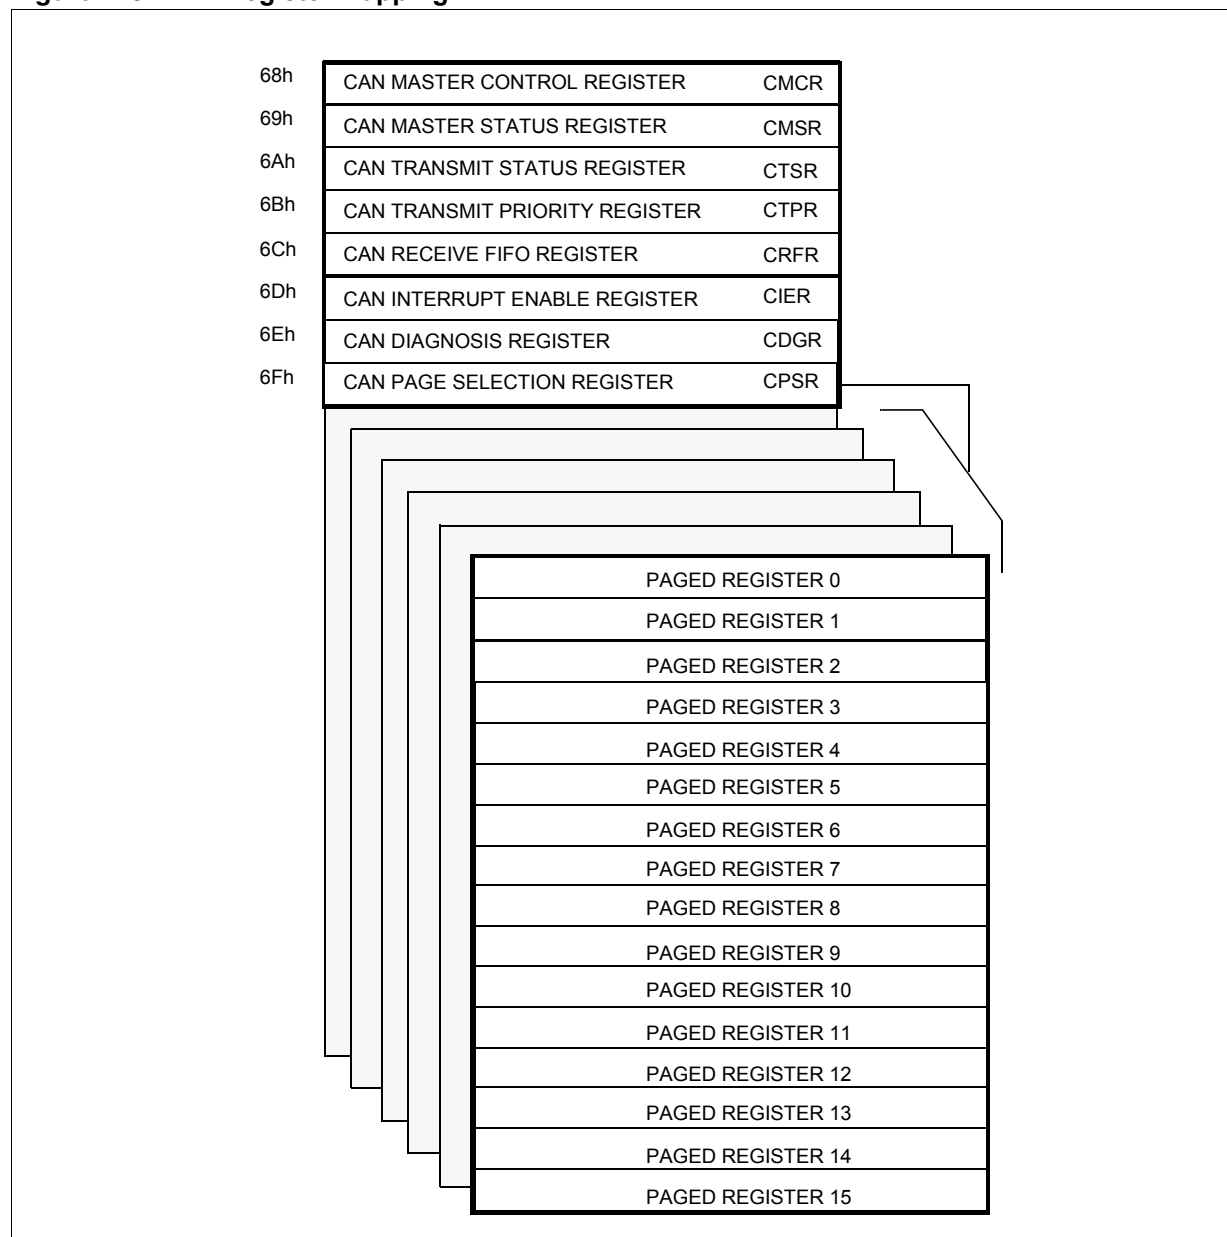 68h CAN MASTER CONTROL REGISTER CMCR
69h CAN MASTER STATUS REGISTER CMSR
6Ah CAN TRANSMIT STATUS REGISTER CTSR
6Bh CAN TRANSMIT PRIORITY REGISTER CTPR
6Ch CAN RECEIVE FIFO REGISTER CRFR
6Dh CAN INTERRUPT ENABLE REGISTER CIER
6Eh CAN DIAGNOSIS REGISTER CDGR
6Fh CAN PAGE SELECTION REGISTER CPSR
PAGED REGISTER 0
PAGED REGISTER 1
PAGED REGISTER 2
PAGED REGISTER 3
PAGED REGISTER 4
PAGED REGISTER 5
PAGED REGISTER 6
PAGED REGISTER 7
PAGED REGISTER 8
PAGED REGISTER 9
PAGED REGISTER 10
PAGED REGISTER 11
PAGED REGISTER 12
PAGED REGISTER 13
PAGED REGISTER 14
PAGED REGISTER 15